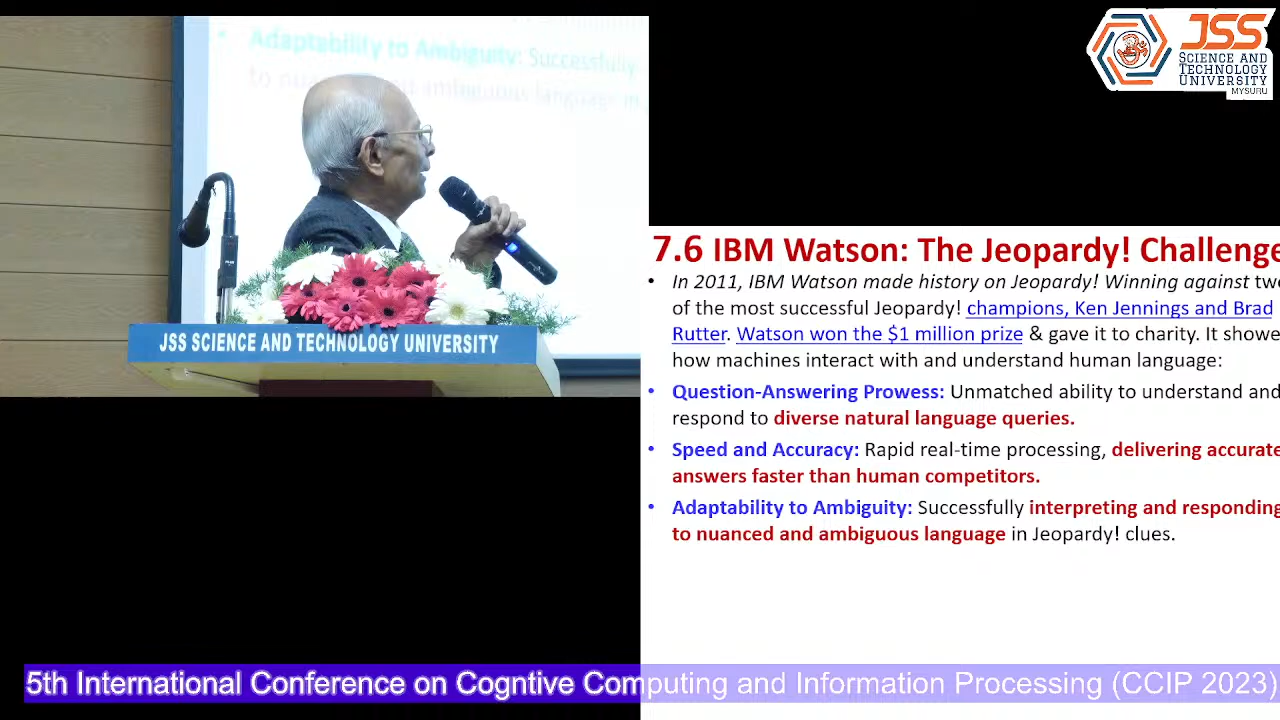 Adaptability to Ambiguity: Successfully
ambiguous language
JSS SCIENCE AND TECHNOLOGY UNIVERSITY
JSS
SCIENCE AND
TECHNOLOGY
UNIVERSITY
MYSURU
7.6 IBM Watson: The Jeopardy! Challenge
• In 2011, IBM Watson made history on Jeopardy! Winning against two
of the most successful Jeopardy! champions, Ken Jennings and Brad
Rutter. Watson won the $1 million prize & gave it to charity. It showe
how machines interact with and understand human language:
• Question-Answering Prowess: Unmatched ability to understand and
respond to diverse natural language queries.
• Speed and Accuracy: Rapid real-time processing, delivering accurate
answers faster than human competitors.
• Adaptability to Ambiguity: Successfully interpreting and responding
to nuanced and ambiguous language in Jeopardy! clues.
5th International Conference on Cogntive Computing and Information Processing (CCIP 2023)